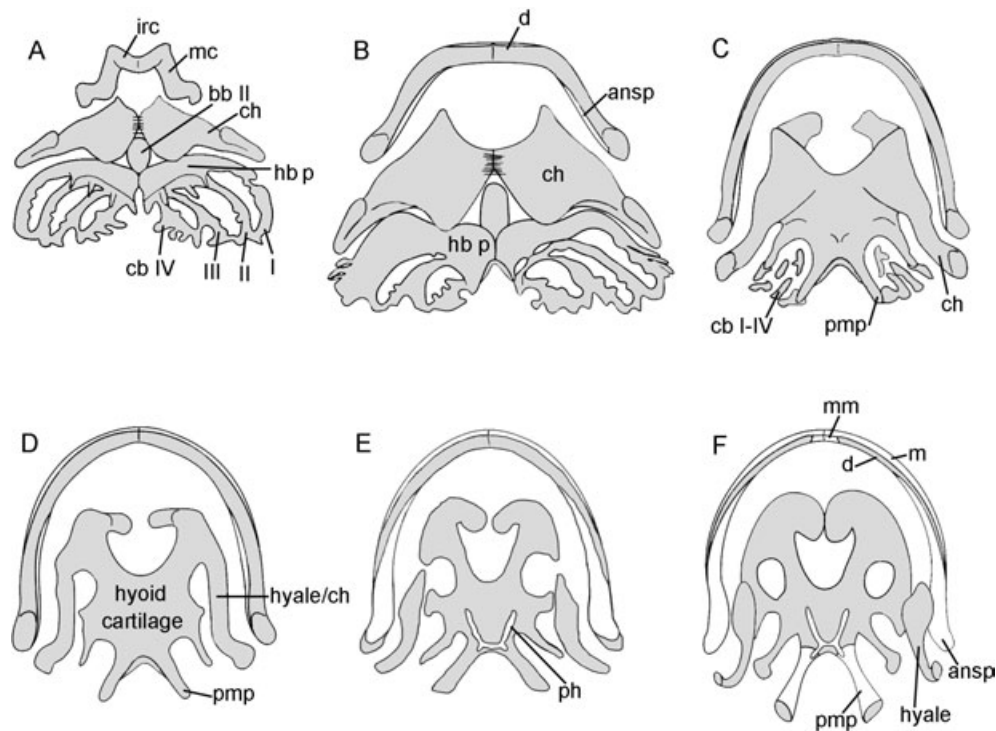 A
irc
mc
bb II
ch
hb p
cb IV
III
II
I
B
d
ansp
ch
hb p
C
cb I-IV
pmp
ch
D
hyoid
cartilage
hyale/ch
pmp
E
ph
F
mm
d
m
pmp
hyale
ansp